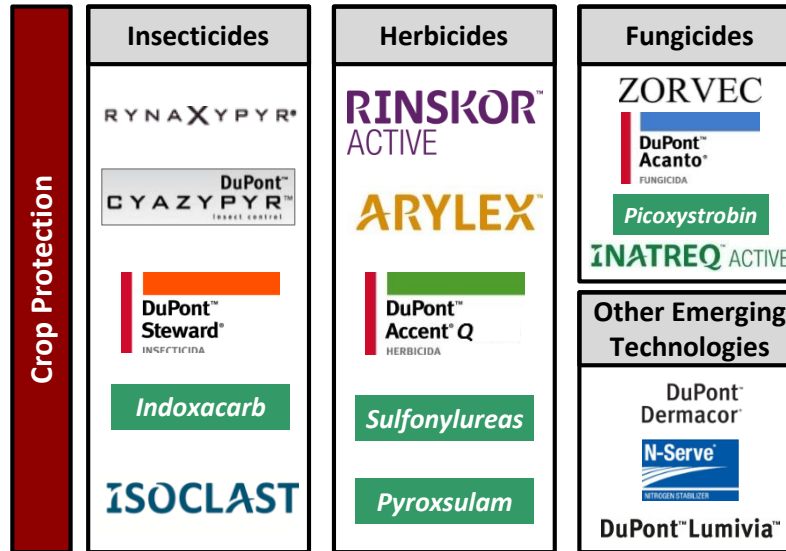 Crop Protection
Insecticides
RYNAXYPYR®
DuPont™
CYAZYPYR™
insect control
DuPont™
Steward®
INSECTICIDA
Indoxacarb
ISOCLAST
Herbicides
RINSKOR™
ACTIVE
ARYLEX™
DuPont™
Accent® Q
HERBICIDA
Sulfonylureas
Pyroxsulam
Fungicides
ZORVEC
DuPont™
Acanto®
FUNGICIDA
Picoxystrobin
INATREQ™ ACTIVE
Other Emerging
Technologies
DuPont™
Dermacor®
N-Serve®
NITROGEN STABILIZER
DuPont™ Lumivia™